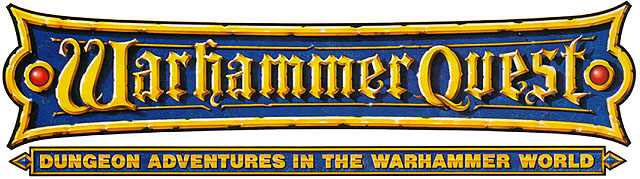 Warhammer Quest
DUNGEON ADVENTURES IN THE WARHAMMER WORLD